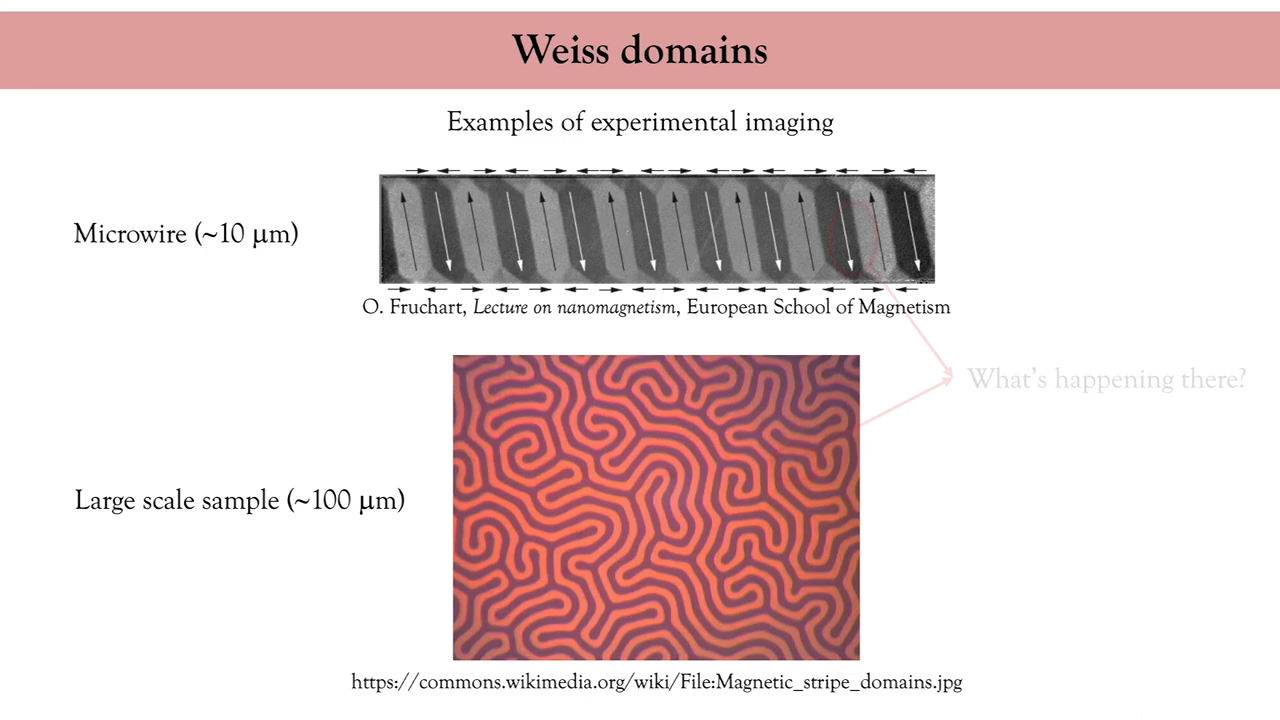 Weiss domains
Examples of experimental imaging
Microwire (~10 µm)
O. Fruchart, Lecture on nanomagnetism, European School of Magnetism
What's happening there?
Large scale sample (~100 µm)
https://commons.wikimedia.org/wiki/File:Magnetic_stripe_domains.jpg